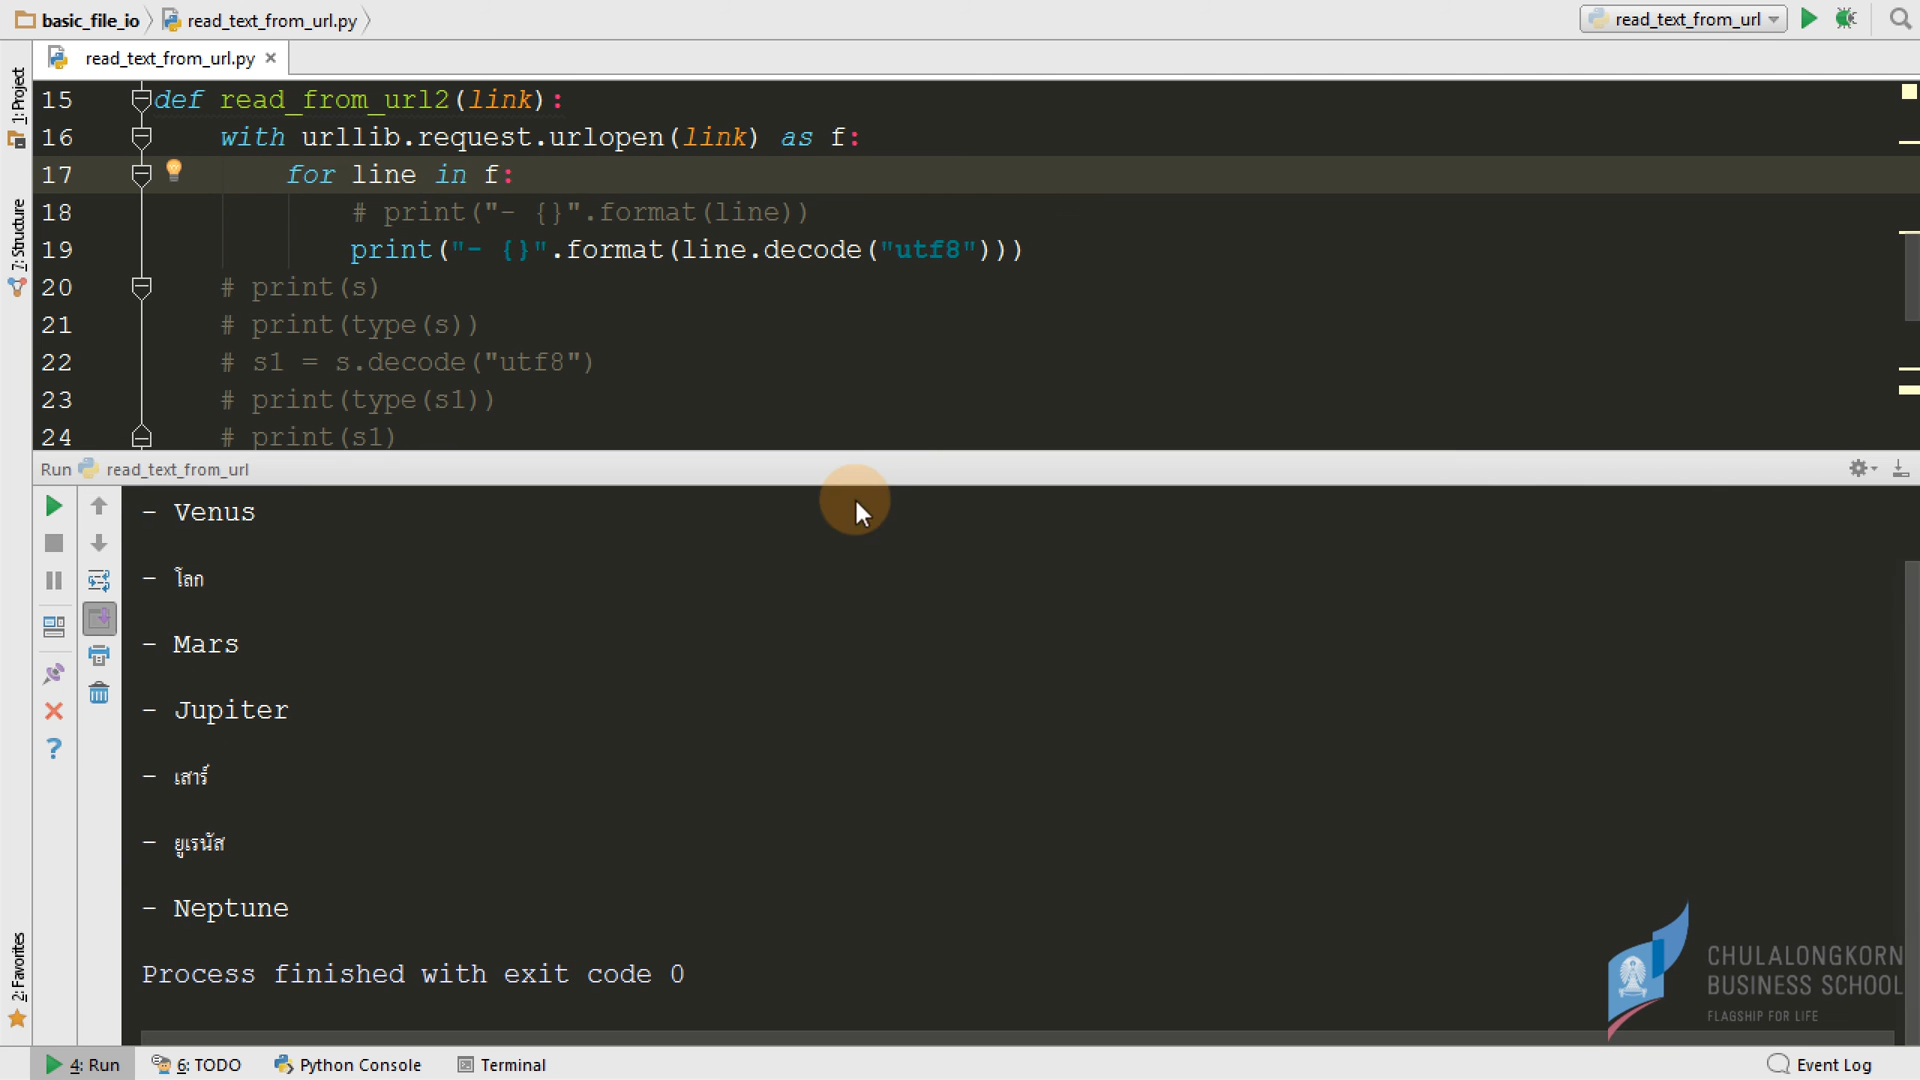 basic_file_io read_text_from_url.py read_text_from_url
read_text_from_url.py
1: Project
7: Structure
2: Favorites
15 def read_from_url2(link):
16 with urllib.request.urlopen(link) as f:
17 for line in f:
18 # print("- {}".format(line))
19 print("- {}".format(line.decode("utf8")))
20 # print(s)
21 # print(type(s))
22 # s1 = s.decode("utf8")
23 # print(type(s1))
24 # print(s1)
Run read_text_from_url
- Venus
- โลก
- Mars
- Jupiter
- เสาร์
- ยูเรนัส
- Neptune
Process finished with exit code 0
CHULALONGKORN
BUSINESS SCHOOL
FLAGSHIP FOR LIFE
4: Run 6: TODO Python Console Terminal Event Log